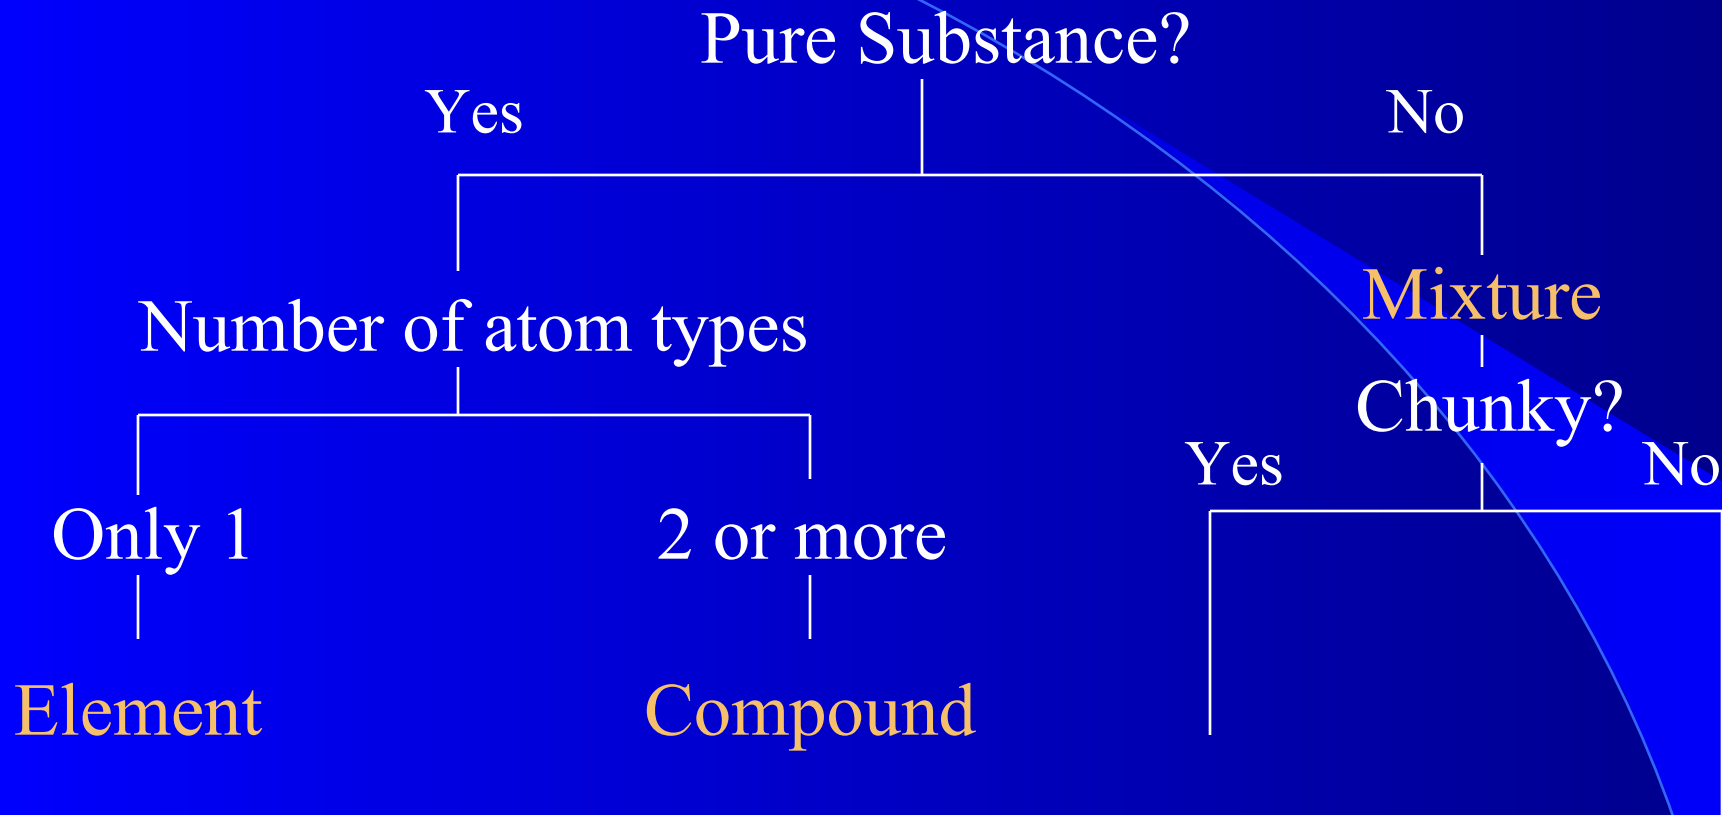 Pure Substance?
Yes
No
Mixture
Number of atom types
Chunky?
Yes
No
Only 1
2 or more
Element
Compound